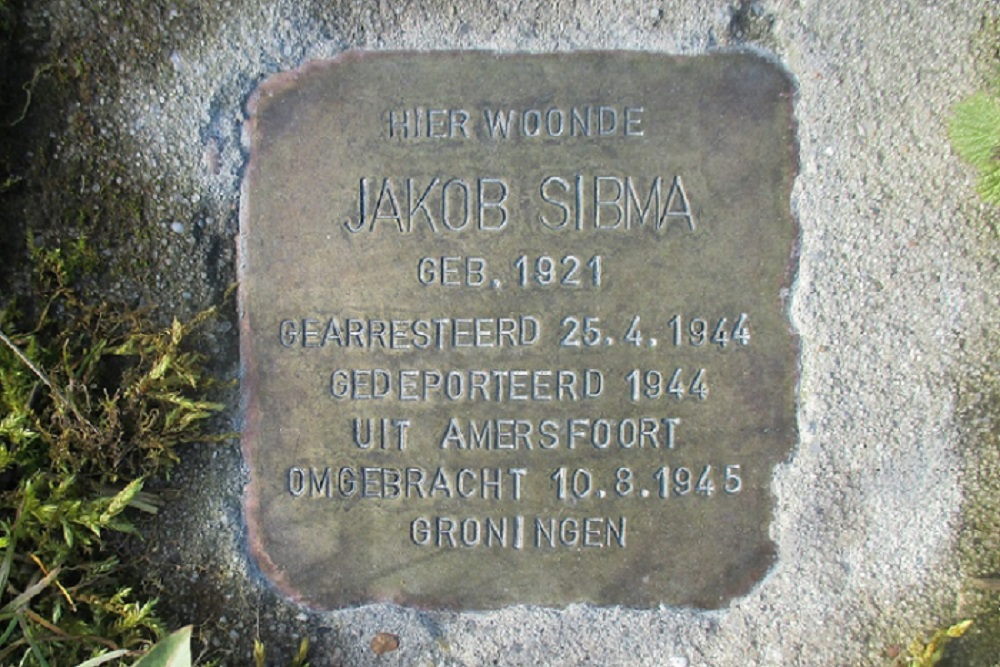 HIER WOONDE
JAKOB SIBMA
GEB. 1921
GEARRESTEERD 25.4.1944
GEDEPORTEERD 1944
UIT AMERSFOORT
OMGEBRACHT 10.8.1945
GRONINGEN